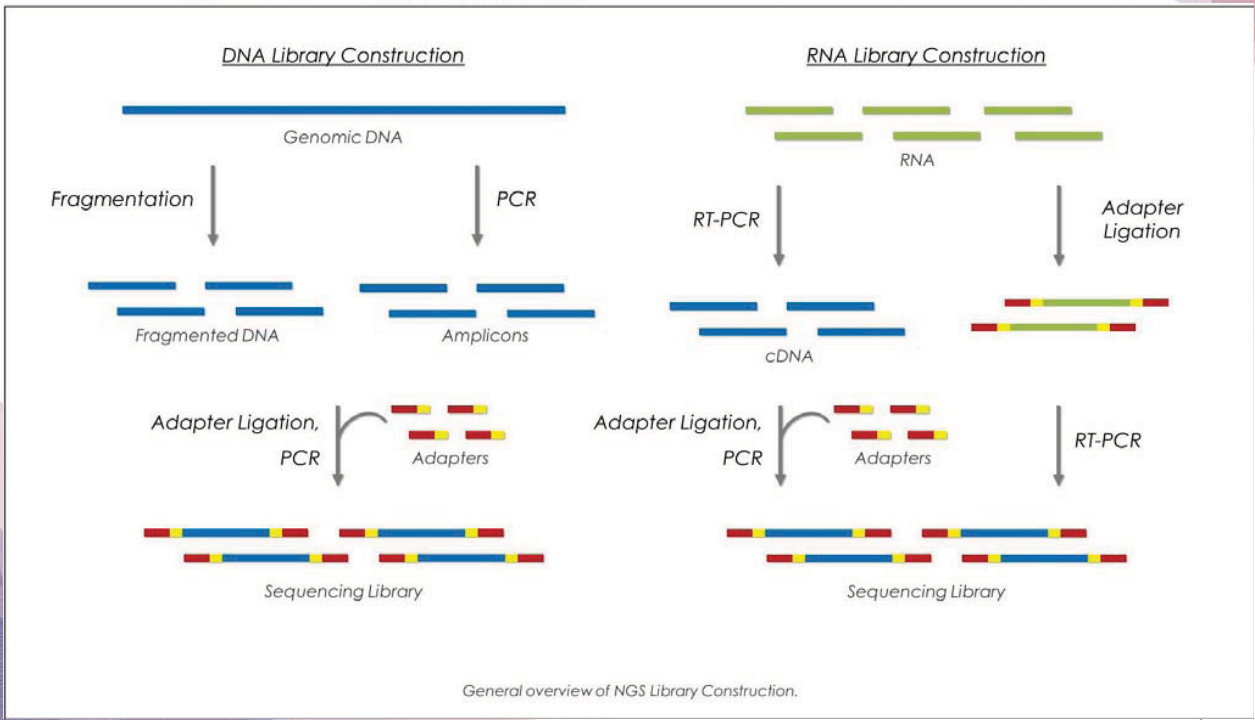 DNA Library Construction
Genomic DNA
Fragmentation
PCR
Fragmented DNA
Amplicons
Adapter Ligation,
PCR
Adapters
Sequencing Library
RNA Library Construction
RNA
RT-PCR
Adapter
Ligation
cDNA
Adapter Ligation,
PCR
Adapters
RT-PCR
Sequencing Library
General overview of NGS Library Construction.